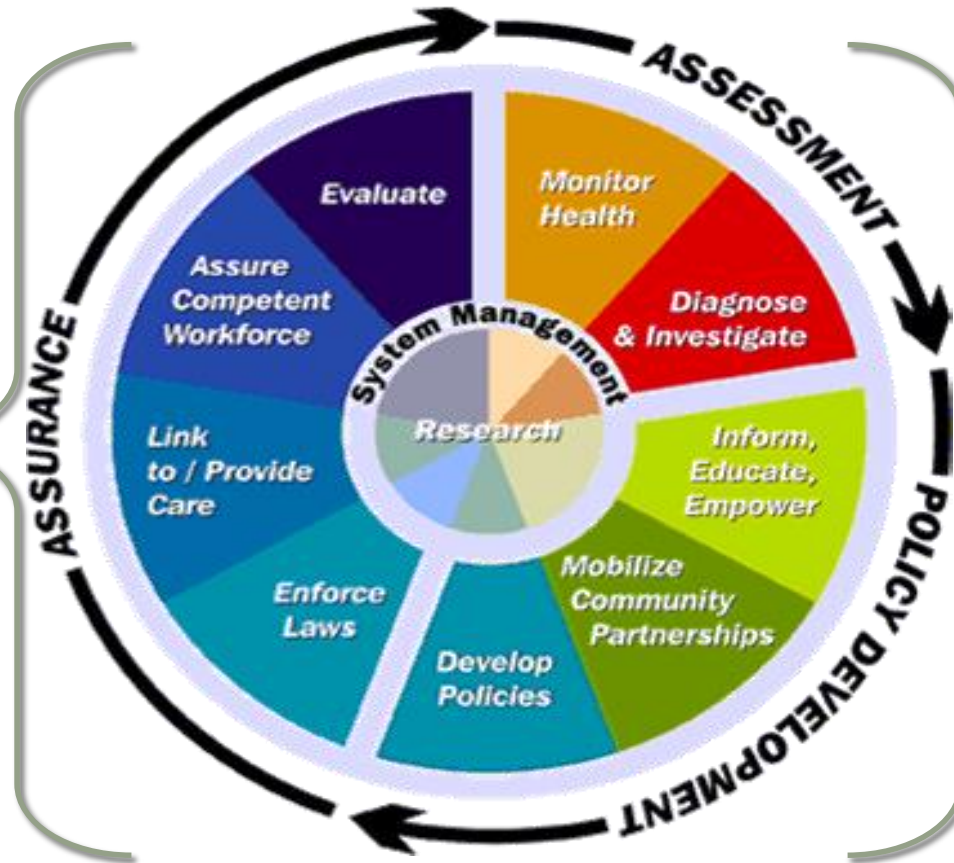 ASSESSMENT
POLICY DEVELOPMENT
ASSURANCE
Monitor
Health
Diagnose
& Investigate
Inform,
Educate,
Empower
Mobilize
Community
Partnerships
Develop
Policies
Enforce
Laws
Link
to / Provide
Care
Assure
Competent
Workforce
Evaluate
System Management
Research